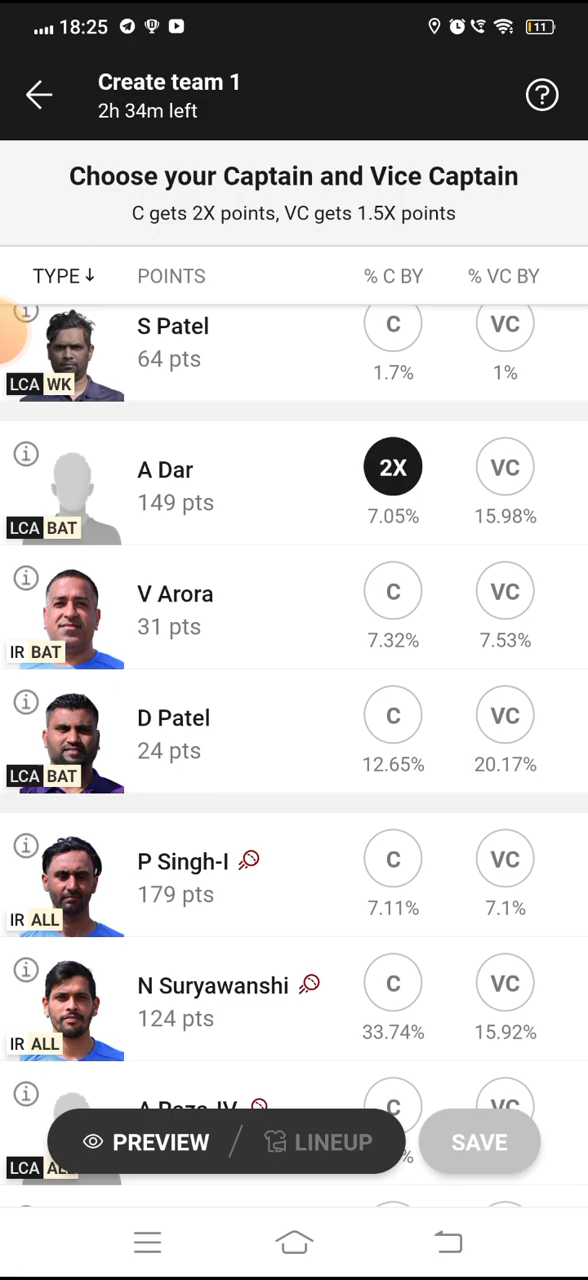 18:25
11
Create team 1
2h 34m left
?
Choose your Captain and Vice Captain
C gets 2X points, VC gets 1.5X points
TYPE↓ POINTS % C BY % VC BY
S Patel C VC
64 pts 1.7% 1%
LCA WK
A Dar 2X VC
149 pts 7.05% 15.98%
LCA BAT
V Arora C VC
31 pts 7.32% 7.53%
IR BAT
D Patel C VC
24 pts 12.65% 20.17%
LCA BAT
P Singh-I C VC
179 pts 7.11% 7.1%
IR ALL
N Suryawanshi C VC
124 pts 33.74% 15.92%
IR ALL
C VC
PREVIEW / LINEUP SAVE
LCA